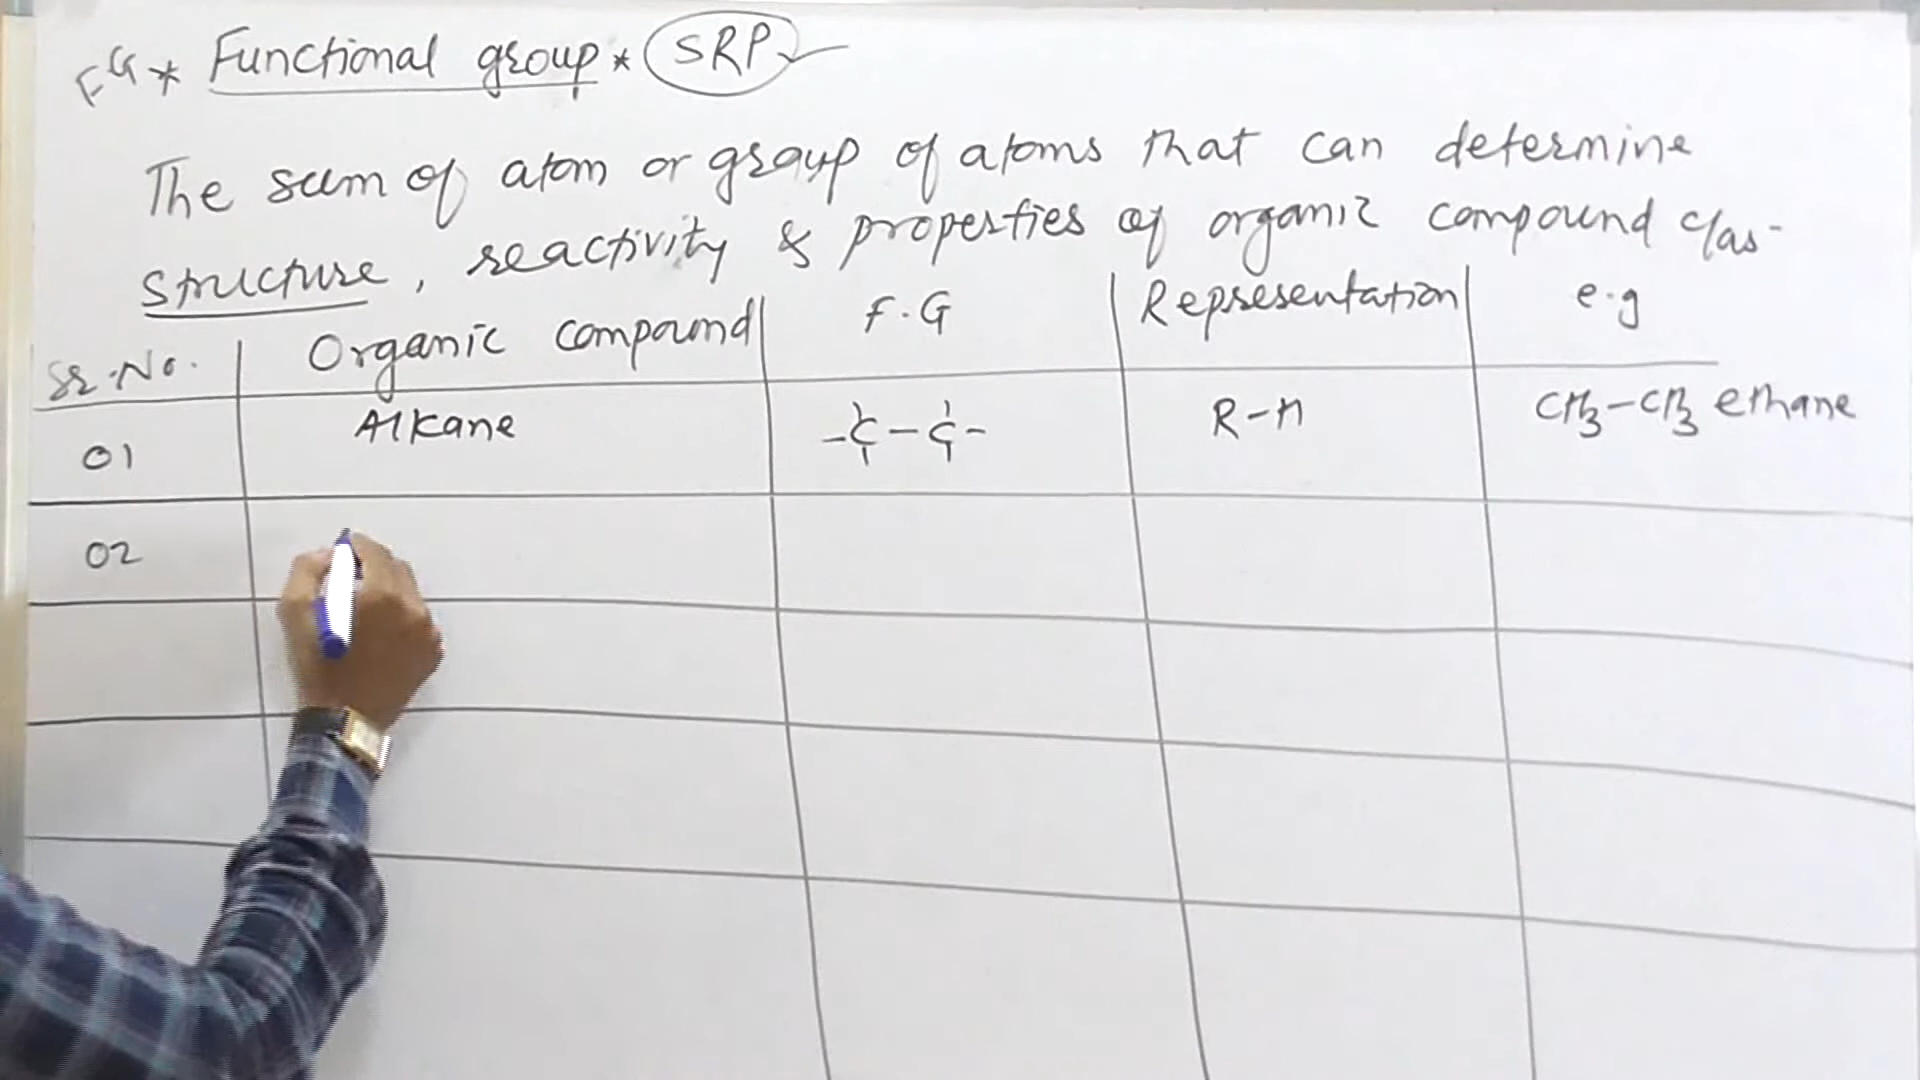 FG * Functional group * SRP
The sum of atom or group of atoms that can determine
structure, reactivity & properties of organic compound clas-
Sr.No. Organic compound F.G Representation e.g
01 Alkane -C-C- R-H CH3-CH3 ethane
02